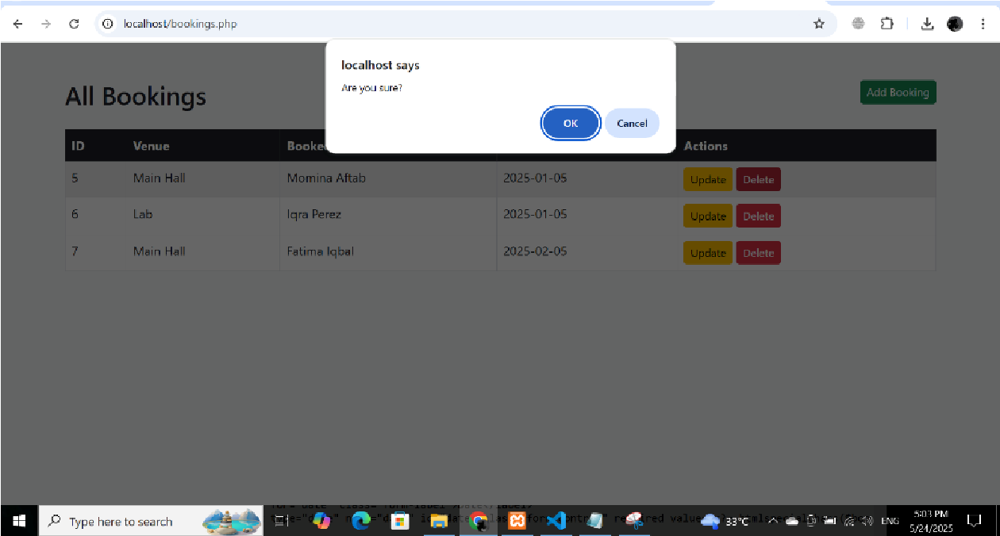 localhost/bookings.php
localhost says
Are you sure?
OK Cancel
All Bookings
Add Booking
ID Venue Booke Actions
5 Main Hall Momina Aftab 2025-01-05 Update Delete
6 Lab Iqra Perez 2025-01-05 Update Delete
7 Main Hall Fatima Iqbal 2025-02-05 Update Delete
Type here to search
33°C
ENG
5:03 PM
5/24/2025